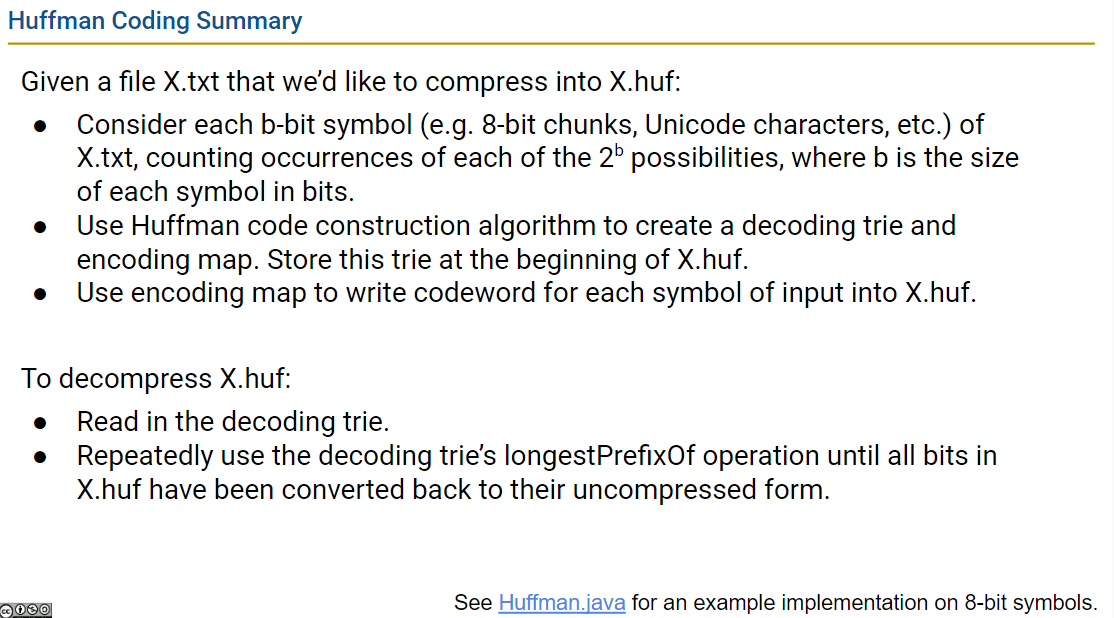 Huffman Coding Summary
Given a file X.txt that we’d like to compress into X.huf:
● Consider each b-bit symbol (e.g. 8-bit chunks, Unicode characters, etc.) of
X.txt, counting occurrences of each of the 2ᵇ possibilities, where b is the size
of each symbol in bits.
● Use Huffman code construction algorithm to create a decoding trie and
encoding map. Store this trie at the beginning of X.huf.
● Use encoding map to write codeword for each symbol of input into X.huf.
To decompress X.huf:
● Read in the decoding trie.
● Repeatedly use the decoding trie’s longestPrefixOf operation until all bits in
X.huf have been converted back to their uncompressed form.
See Huffman.java for an example implementation on 8-bit symbols.